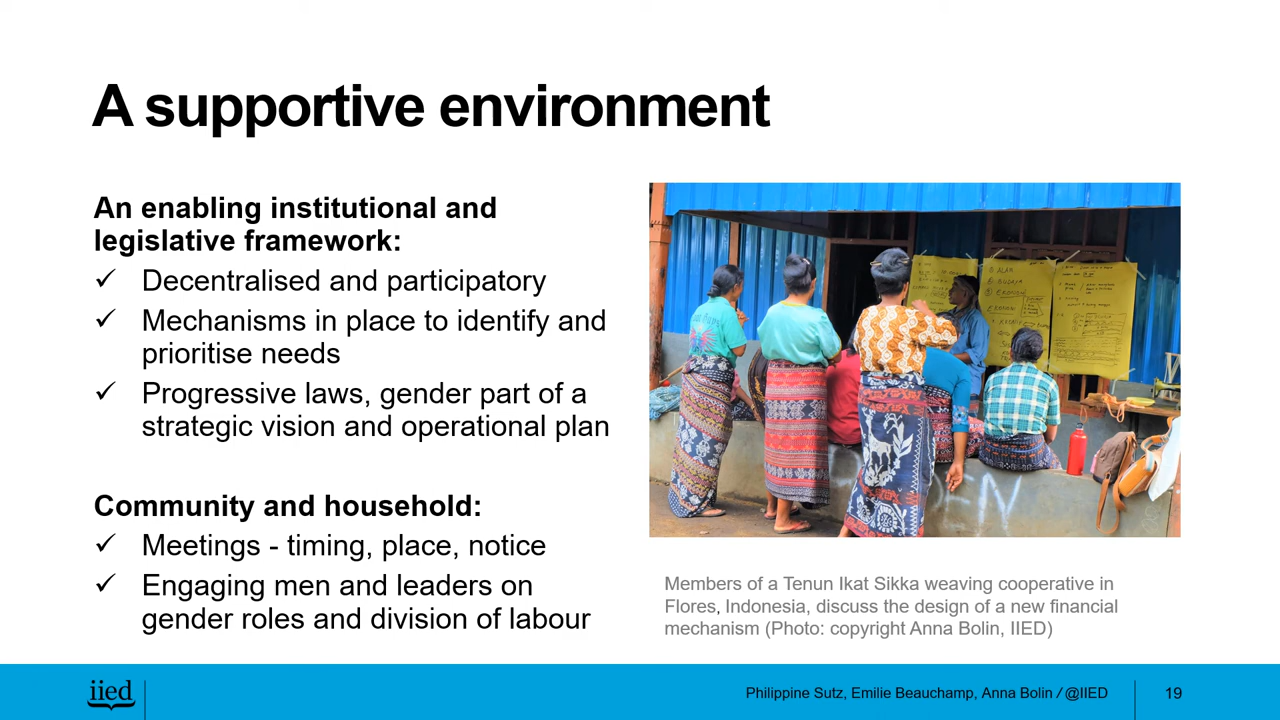 A supportive environment
An enabling institutional and
legislative framework:
✓ Decentralised and participatory
✓ Mechanisms in place to identify and
prioritise needs
✓ Progressive laws, gender part of a
strategic vision and operational plan
Community and household:
✓ Meetings - timing, place, notice
✓ Engaging men and leaders on
gender roles and division of labour
Members of a Tenun Ikat Sikka weaving cooperative in
Flores, Indonesia, discuss the design of a new financial
mechanism (Photo: copyright Anna Bolin, IIED)
iied
Philippine Sutz, Emilie Beauchamp, Anna Bolin / @IIED
19